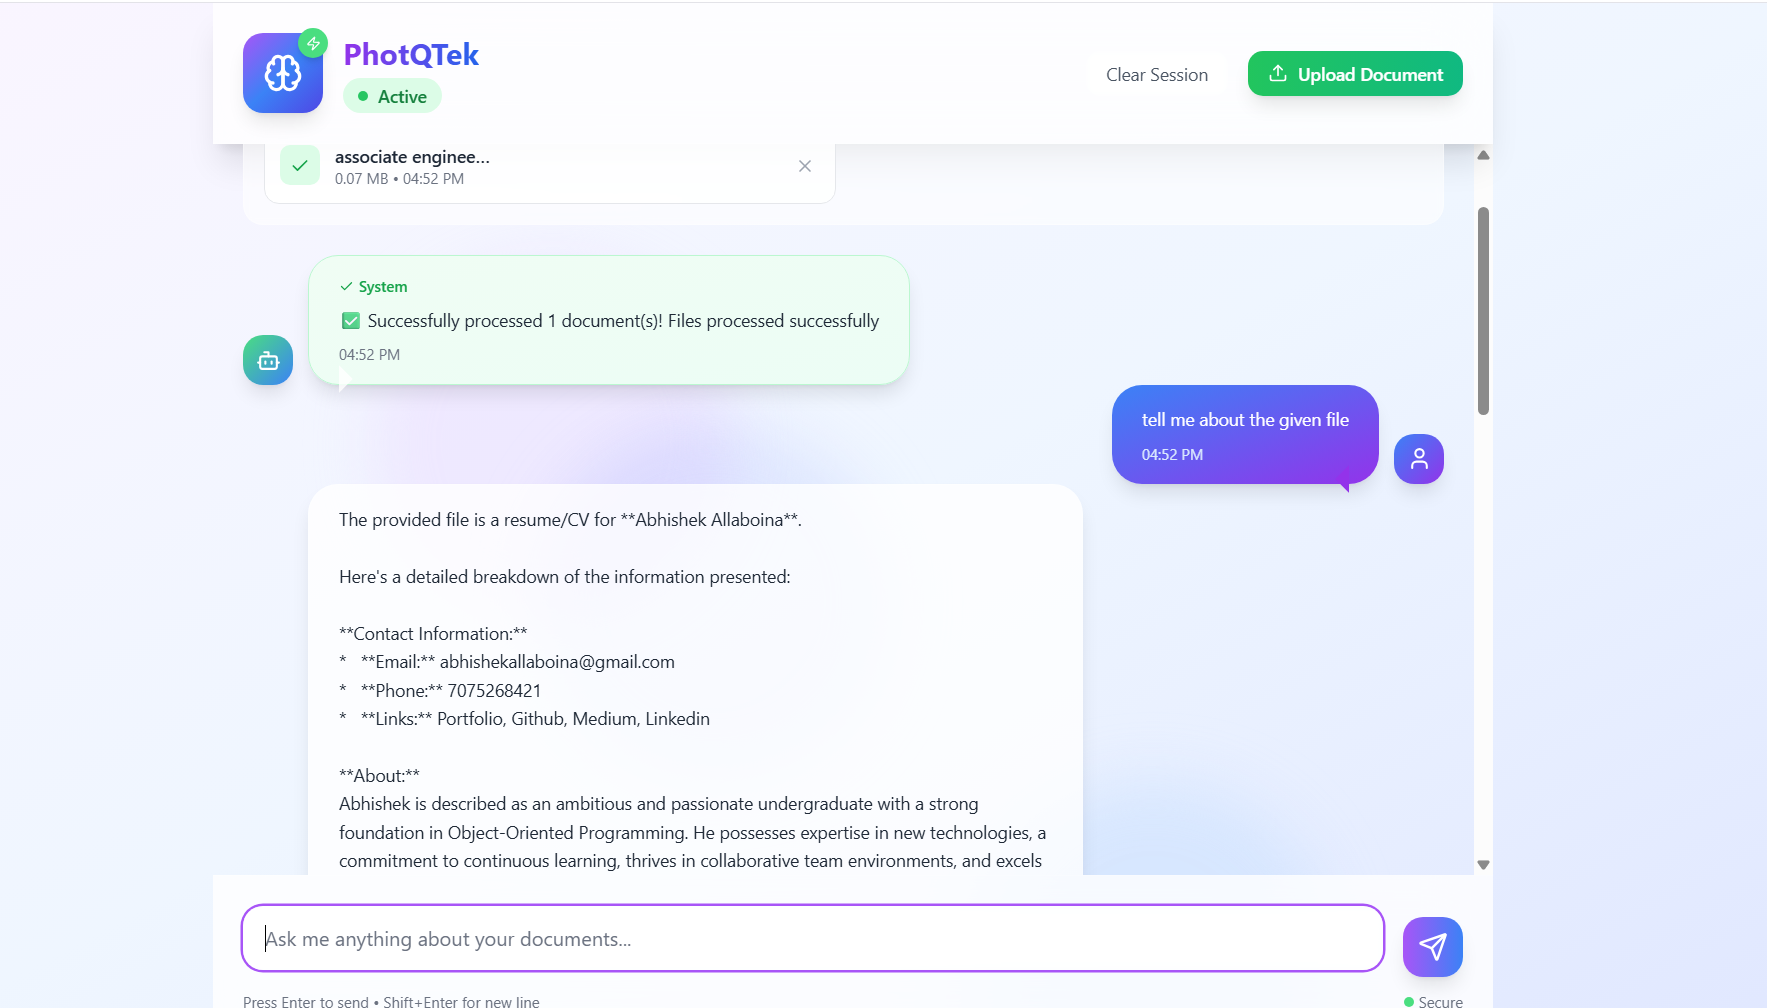 PhotQTek
Active
Clear Session
Upload Document
associate enginee...
0.07 MB • 04:52 PM
System
✅ Successfully processed 1 document(s)! Files processed successfully
04:52 PM
tell me about the given file
04:52 PM
The provided file is a resume/CV for **Abhishek Allaboina**.
Here's a detailed breakdown of the information presented:
**Contact Information:**
*   **Email:** abhishekallaboina@gmail.com
*   **Phone:** 7075268421
*   **Links:** Portfolio, Github, Medium, Linkedin
**About:**
Abhishek is described as an ambitious and passionate undergraduate with a strong
foundation in Object-Oriented Programming. He possesses expertise in new technologies, a
commitment to continuous learning, thrives in collaborative team environments, and excels
Ask me anything about your documents...
Press Enter to send • Shift+Enter for new line
Secure